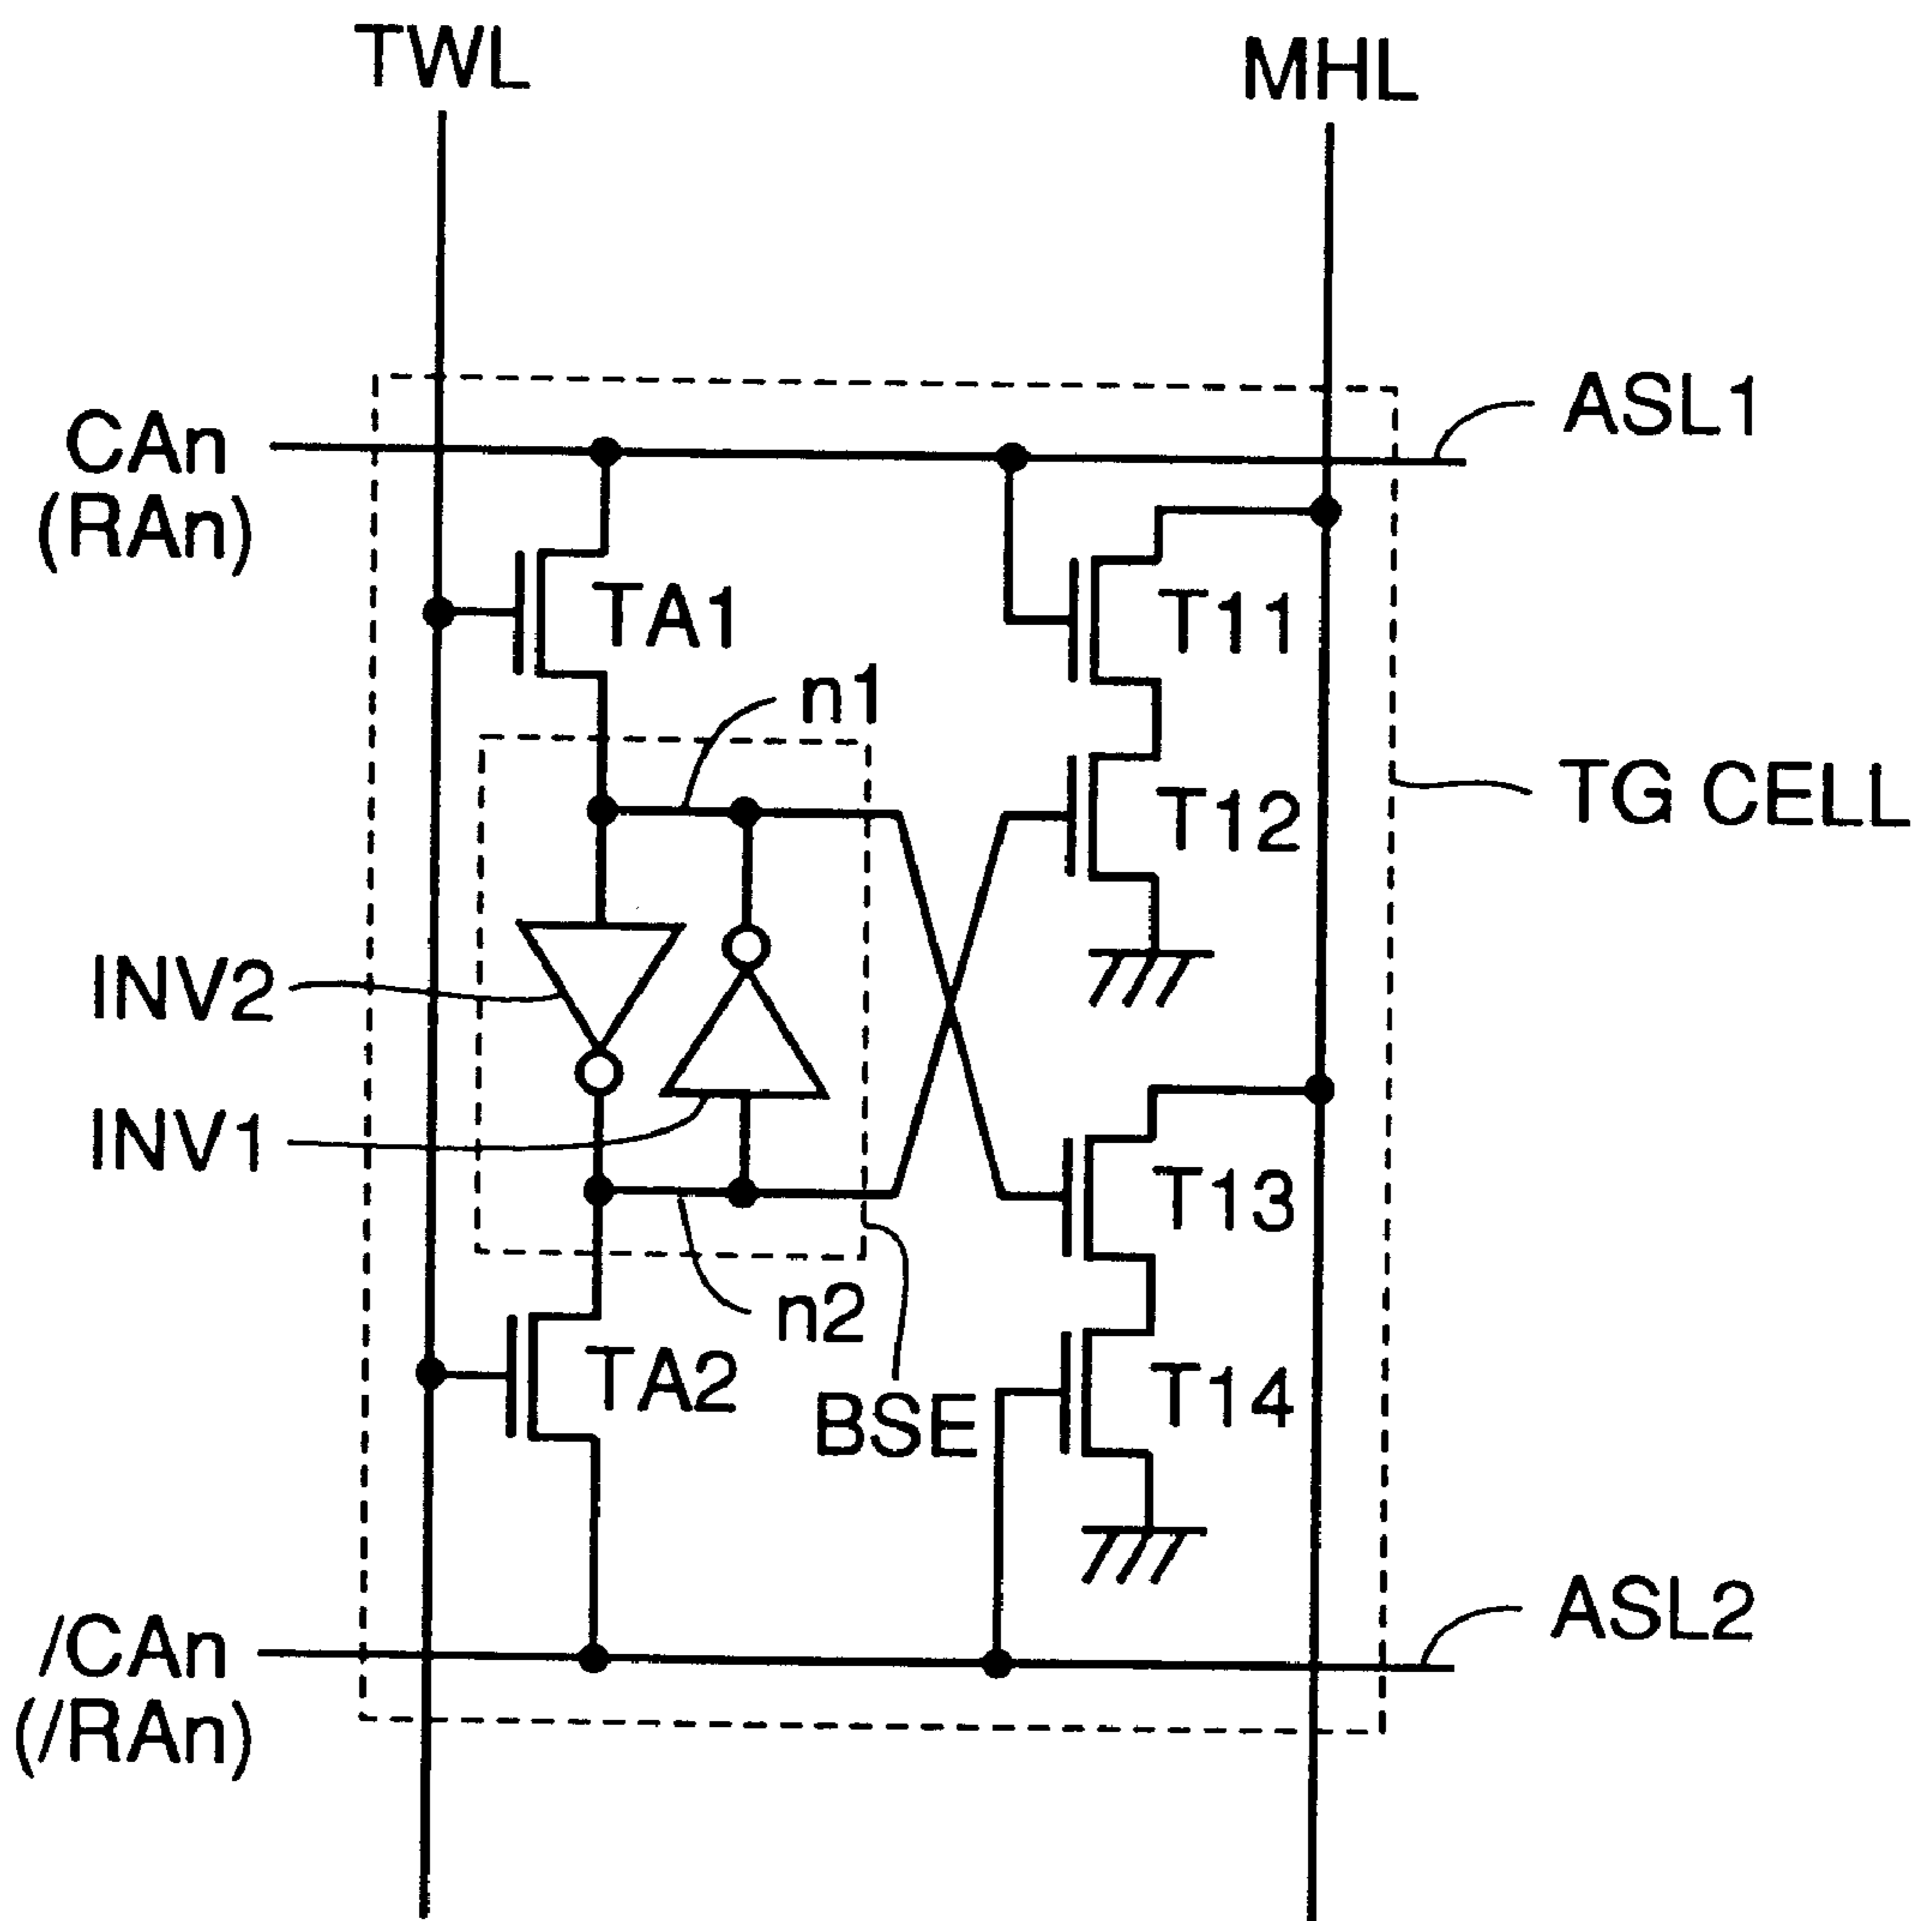 TWL
MHL
ASL1
CAn
(RAn)
TA1
T11
n1
TG CELL
T12
INV2
INV1
T13
n2
TA2
T14
BSE
ASL2
/CAn
(/RAn)